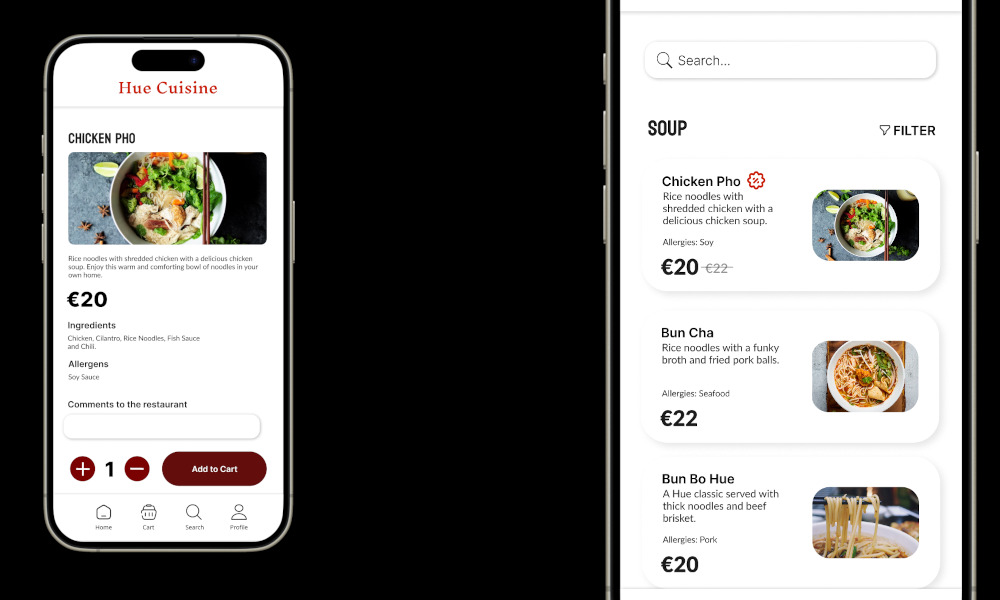 Hue Cuisine
CHICKEN PHO
Rice noodles with shredded chicken with a delicious chicken
soup. Enjoy this warm and comforting bowl of noodles in your
own home.
€20
Ingredients
Chicken, Cilantro, Rice Noodles, Fish Sauce
and Chili.
Allergens
Soy Sauce
Comments to the restaurant
1
Add to Cart
Home
Cart
Search
Profile
Search...
SOUP
FILTER
Chicken Pho
Rice noodles with
shredded chicken with a
delicious chicken soup.
Allergies: Soy
€20 €22
Bun Cha
Rice noodles with a funky
broth and fried pork balls.
Allergies: Seafood
€22
Bun Bo Hue
A Hue classic served with
thick noodles and beef
brisket.
Allergies: Pork
€20